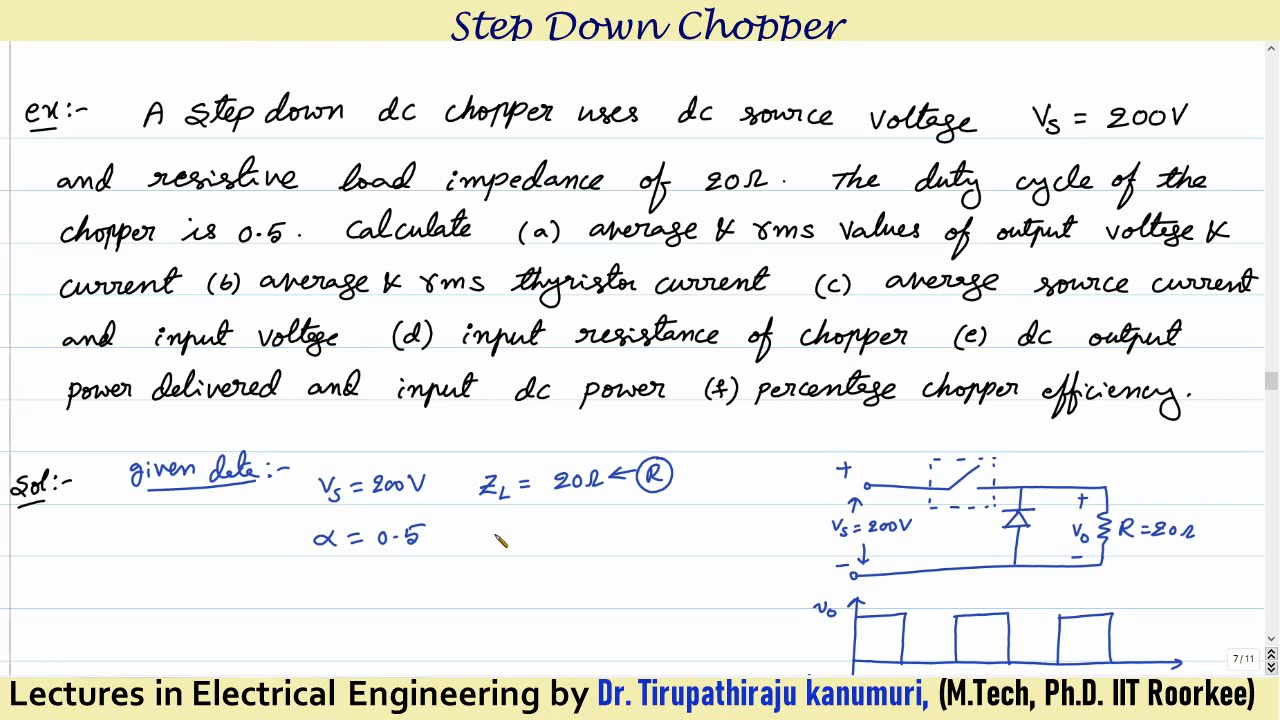 Step Down Chopper
ex:- A Step down dc chopper uses dc source voltage Vs = 200V
and resistive load impedance of 20Ω. The duty cycle of the
chopper is 0.5. Calculate (a) average & rms values of output voltage &
current (b) average & rms thyristor current (c) average source current
and input voltage (d) input resistance of chopper (e) dc output
power delivered and input dc power (f) percentage chopper efficiency.
Sol:- given data:- Vs = 200V ZL = 20Ω ← R
α = 0.5
+
Vs = 200V
-
+
Vo R = 20Ω
-
vo
7/11
Lectures in Electrical Engineering by Dr. Tirupathiraju kanumuri, (M.Tech, Ph.D. IIT Roorkee)